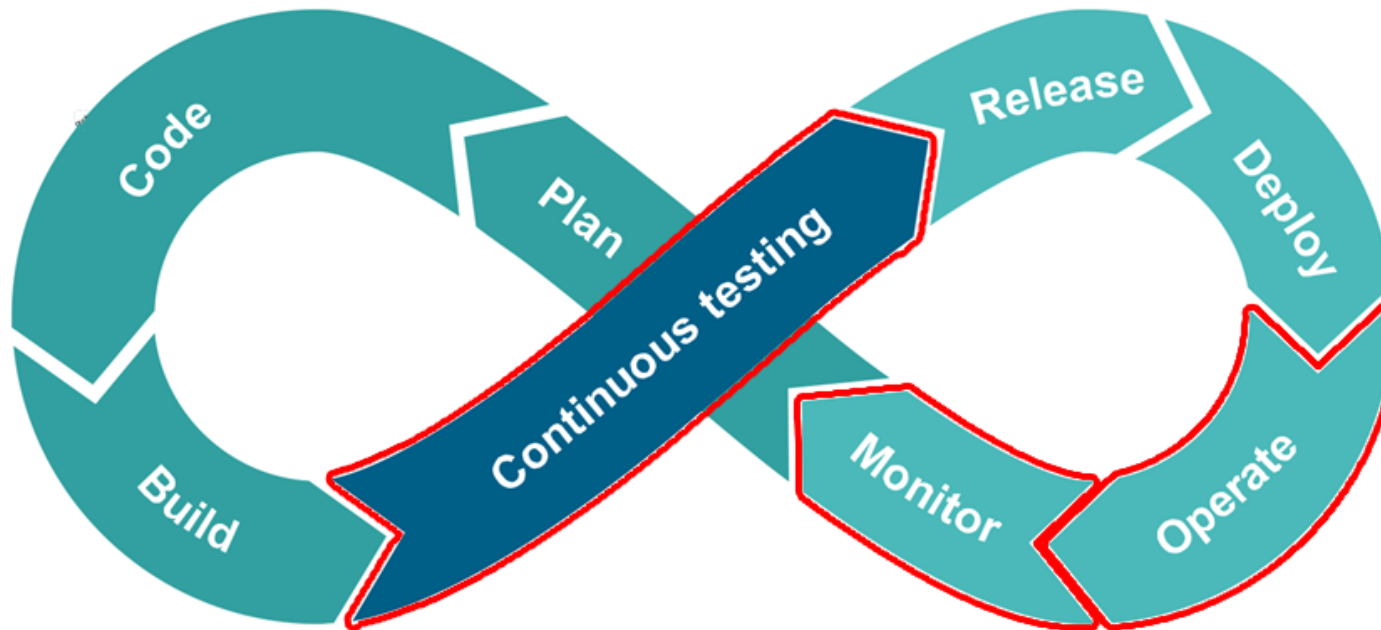 Code
Plan
Build
Continuous testing
Release
Deploy
Operate
Monitor